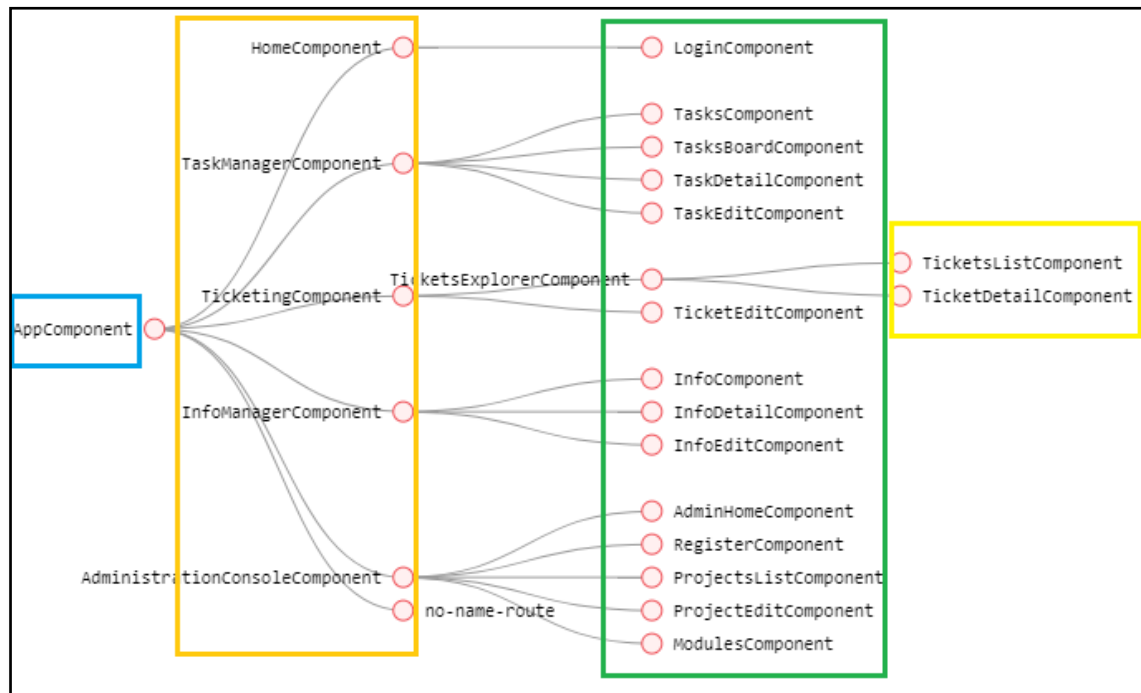 HomeComponent
LoginComponent
TasksComponent
TasksBoardComponent
TaskManagerComponent
TaskDetailComponent
TaskEditComponent
TicketsListComponent
TicketsExplorerComponent
TicketingComponent
TicketDetailComponent
TicketEditComponent
AppComponent
InfoComponent
InfoManagerComponent
InfoDetailComponent
InfoEditComponent
AdminHomeComponent
RegisterComponent
AdministrationConsoleComponent
ProjectsListComponent
no-name-route
ProjectEditComponent
ModulesComponent